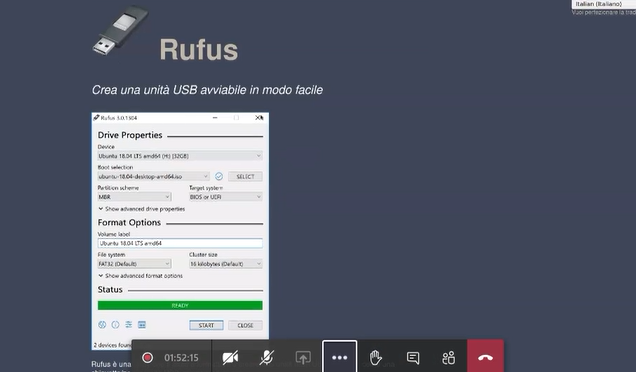 Italian (Italiano)
Vuoi perfezionare la trad
Rufus
Crea una unità USB avviabile in modo facile
Rufus 3.0.1304
Drive Properties
Device
Ubuntu 18.04 LTS amd64 (H:) [32GB]
Boot selection
ubuntu-18.04-desktop-amd64.iso
SELECT
Partition scheme
Target system
MBR
BIOS or UEFI
Show advanced drive properties
Format Options
Volume label
Ubuntu 18.04 LTS amd64
File system
Cluster size
FAT32 (Default)
16 kilobytes (Default)
Show advanced format options
Status
READY
START
CLOSE
2 devices foun
01:52:15
Rufus è una